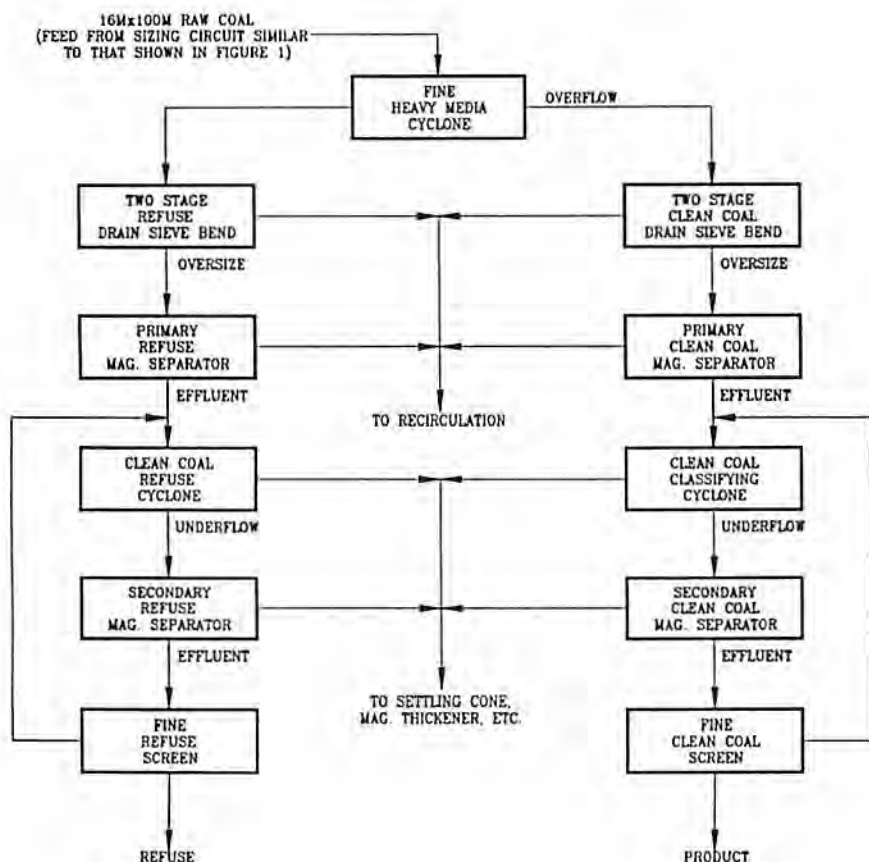 16Mx100M RAW COAL
(FEED FROM SIZING CIRCUIT SIMILAR
TO THAT SHOWN IN FIGURE 1)
FINE
HEAVY MEDIA
CYCLONE
OVERFLOW
TWO STAGE
REFUSE
DRAIN SIEVE BEND
TWO STAGE
CLEAN COAL
DRAIN SIEVE BEND
OVERSIZE
OVERSIZE
PRIMARY
REFUSE
MAG. SEPARATOR
PRIMARY
CLEAN COAL
MAG. SEPARATOR
EFFLUENT
EFFLUENT
TO RECIRCULATION
CLEAN COAL
REFUSE
CYCLONE
CLEAN COAL
CLASSIFYING
CYCLONE
UNDERFLOW
UNDERFLOW
SECONDARY
REFUSE
MAG. SEPARATOR
SECONDARY
CLEAN COAL
MAG. SEPARATOR
EFFLUENT
EFFLUENT
TO SETTLING CONE,
MAG. THICKENER, ETC.
FINE
REFUSE
SCREEN
FINE
CLEAN COAL
SCREEN
REFUSE
PRODUCT